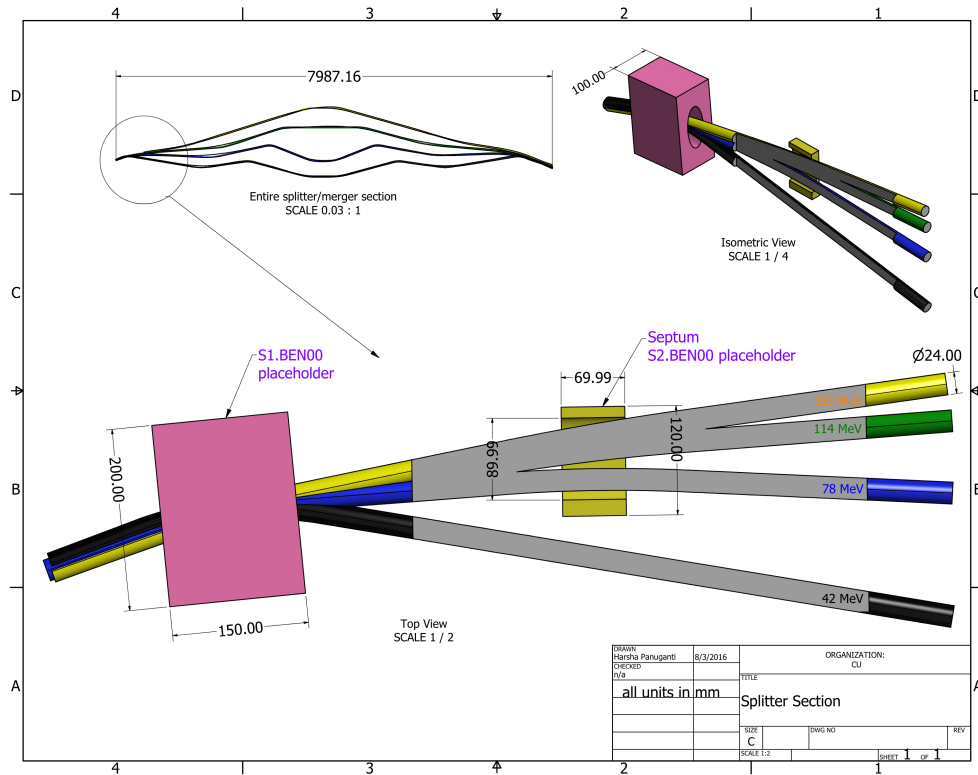 4 3 2 1
D
D
C
C
B
B
A
A
7987.16
Entire splitter/merger section
SCALE 0.03 : 1
100.00
Isometric View
SCALE 1 / 4
S1.BEN00
placeholder
Septum
S2.BEN00 placeholder
Ø24.00
69.99
89.99
120.00
200.00
150.00
MeV
114 MeV
78 MeV
42 MeV
Top View
SCALE 1 / 2
DRAWN
Harsha Panuganti 8/3/2016
CHECKED
n/a
all units in mm
ORGANIZATION:
CU
TITLE
Splitter Section
SIZE
C
DWG NO
REV
SCALE 1:2
SHEET 1 OF 1
4 3 2 1